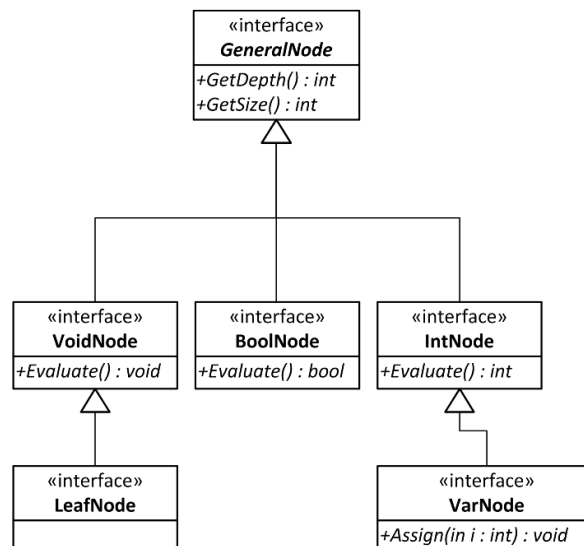 «interface»
GeneralNode
+GetDepth() : int
+GetSize() : int
«interface»
VoidNode
+Evaluate() : void
«interface»
BoolNode
+Evaluate() : bool
«interface»
IntNode
+Evaluate() : int
«interface»
LeafNode
«interface»
VarNode
+Assign(in i : int) : void